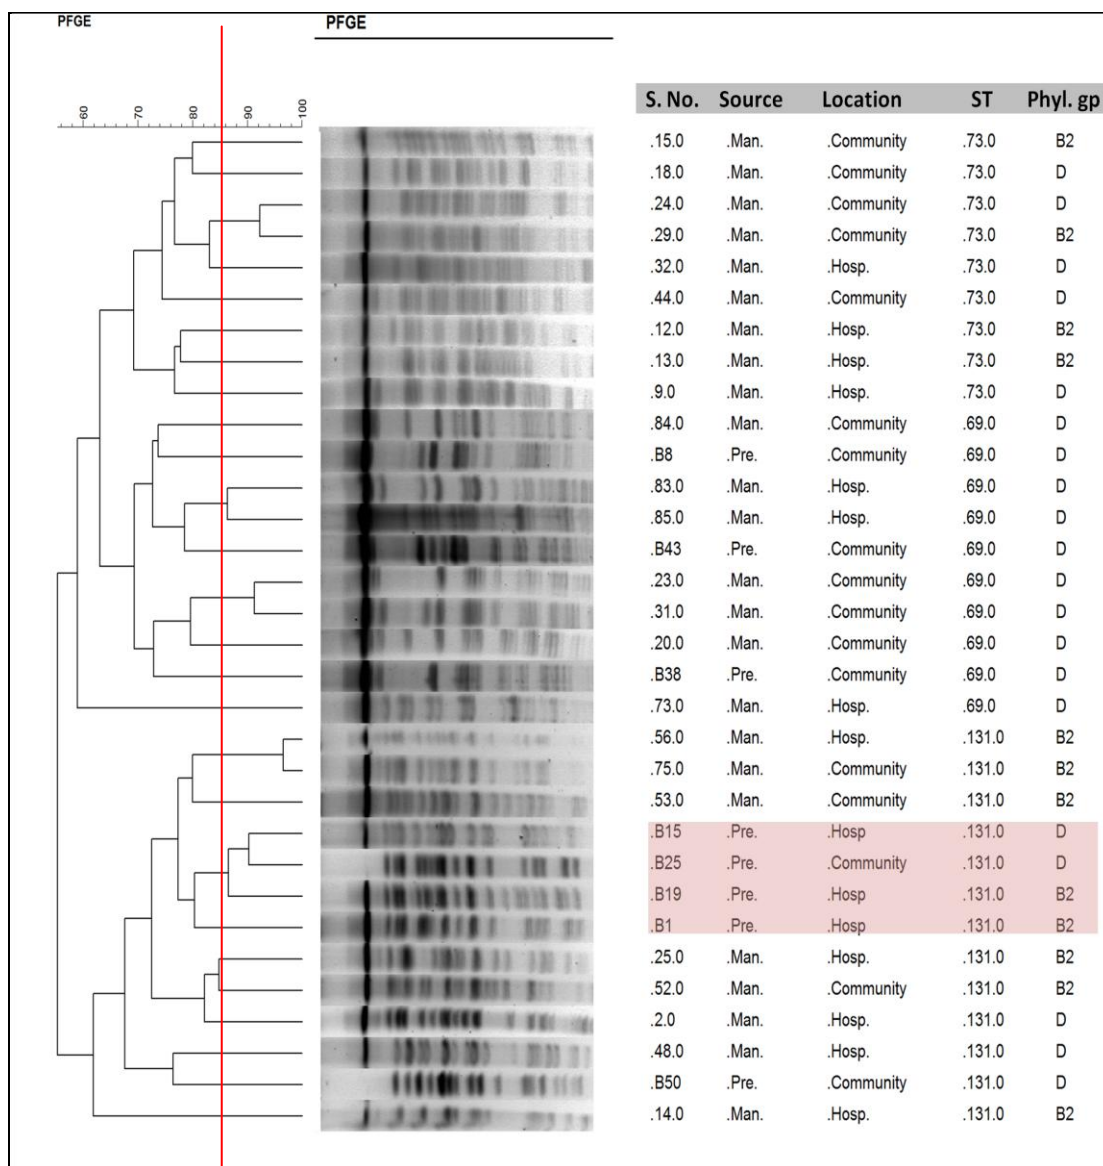 PFGE PFGE
60 70 80 90 100
S. No. Source Location ST Phyl. gp
.15.0 .Man. .Community .73.0 B2
.18.0 .Man. .Community .73.0 D
.24.0 .Man. .Community .73.0 D
.29.0 .Man. .Community .73.0 B2
.32.0 .Man. .Hosp. .73.0 D
.44.0 .Man. .Community .73.0 D
.12.0 .Man. .Hosp. .73.0 B2
.13.0 .Man. .Hosp. .73.0 B2
.9.0 .Man. .Hosp. .73.0 D
.84.0 .Man. .Community .69.0 D
.B8 .Pre. .Community .69.0 D
.83.0 .Man. .Hosp. .69.0 D
.85.0 .Man. .Hosp. .69.0 D
.B43 .Pre. .Community .69.0 D
.23.0 .Man. .Community .69.0 D
.31.0 .Man. .Community .69.0 D
.20.0 .Man. .Community .69.0 D
.B38 .Pre. .Community .69.0 D
.73.0 .Man. .Hosp. .69.0 D
.56.0 .Man. .Hosp. .131.0 B2
.75.0 .Man. .Community .131.0 B2
.53.0 .Man. .Community .131.0 B2
.B15 .Pre. .Hosp .131.0 D
.B25 .Pre. .Community .131.0 D
.B19 .Pre. .Hosp .131.0 B2
.B1 .Pre. .Hosp .131.0 B2
.25.0 .Man. .Hosp. .131.0 B2
.52.0 .Man. .Community .131.0 B2
.2.0 .Man. .Hosp. .131.0 D
.48.0 .Man. .Hosp. .131.0 D
.B50 .Pre. .Community .131.0 D
.14.0 .Man. .Hosp. .131.0 B2